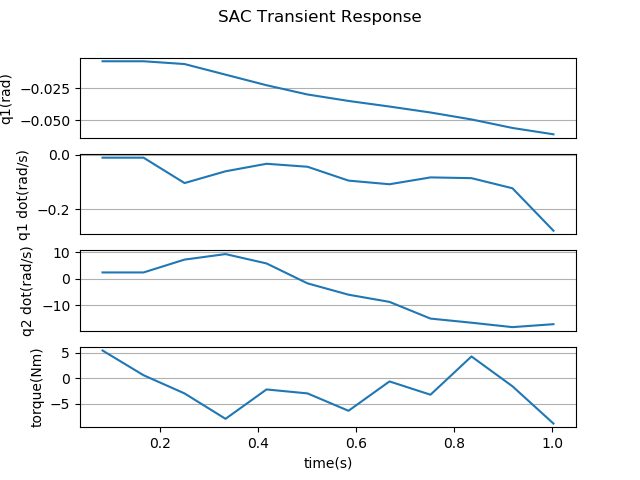 SAC Transient Response
q1(rad)
−0.025
−0.050
q1 dot(rad/s)
0.0
−0.2
q2 dot(rad/s)
10
0
−10
torque(Nm)
5
0
−5
0.2 0.4 0.6 0.8 1.0
time(s)